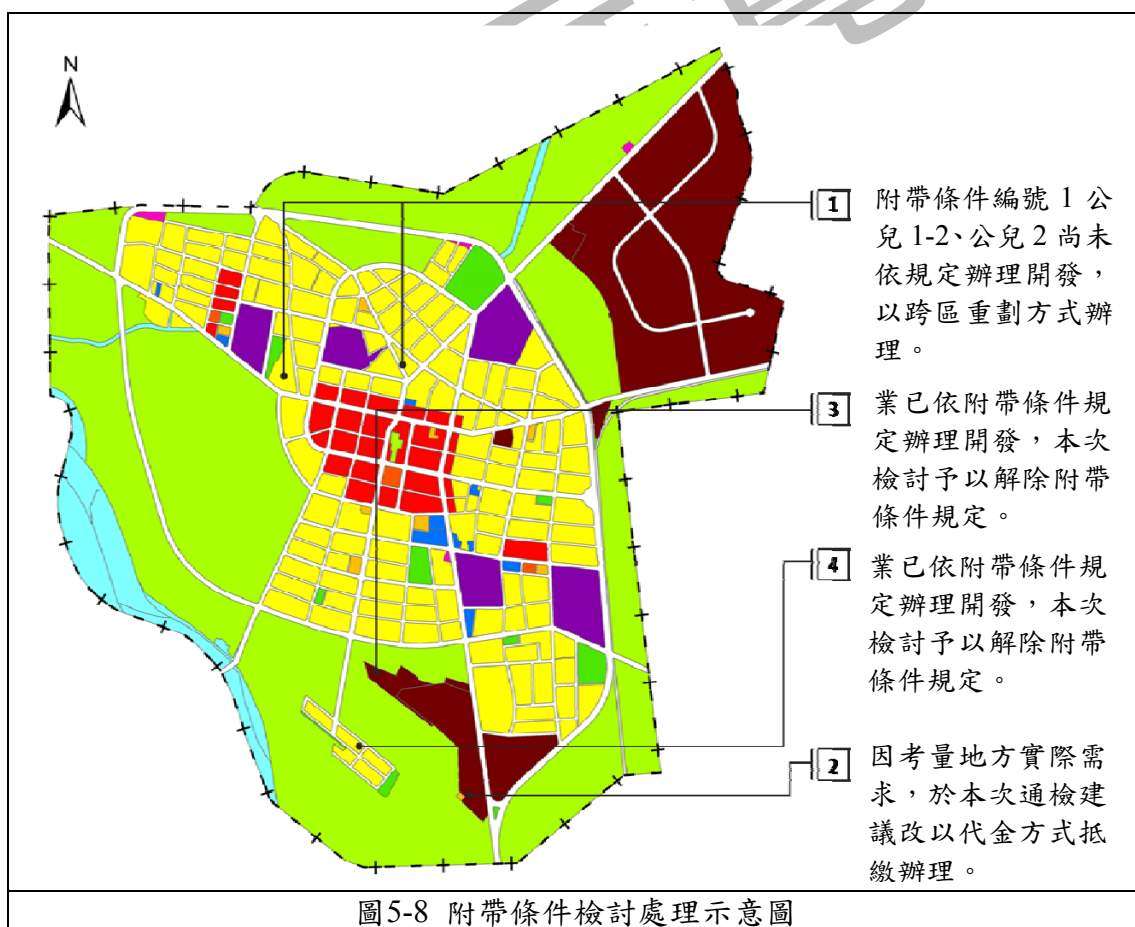 N
1
附帶條件編號 1 公
兒 1-2、公兒 2 尚未
依規定辦理開發,
以跨區重劃方式辦
理。
3
業已依附帶條件規
定辦理開發,本次
檢討予以解除附帶
條件規定。
4
業已依附帶條件規
定辦理開發,本次
檢討予以解除附帶
條件規定。
2
因考量地方實際需
求,於本次通檢建
議改以代金方式抵
繳辦理。
圖5-8 附帶條件檢討處理示意圖